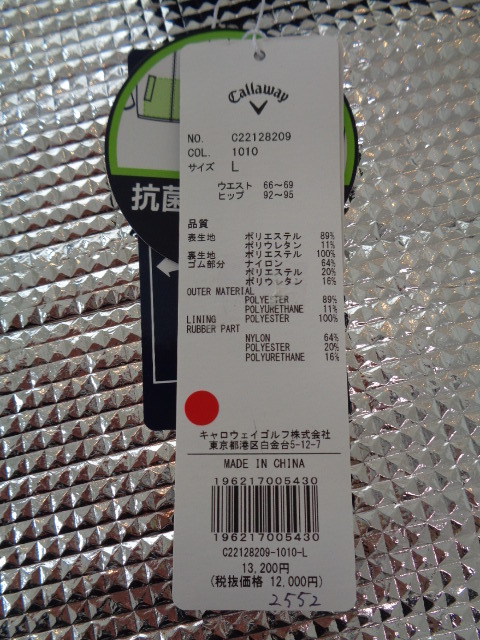 Callaway
NO. C22128209
COL. 1010
サイズ L
ウエスト 66～69
ヒップ 92～95
抗菌
品質
表生地 ポリエステル 89%
ポリウレタン 11%
裏生地 ポリエステル 100%
ゴム部分 ナイロン 64%
ポリエステル 20%
ポリウレタン 16%
OUTER MATERIAL
POLYESTER 89%
POLYURETHANE 11%
LINING POLYESTER 100%
RUBBER PART
NYLON 64%
POLYESTER 20%
POLYURETHANE 16%
キャロウェイゴルフ株式会社
東京都港区白金台5-12-7
MADE IN CHINA
196217005430
196217005430
C22128209-1010-L
13,200円
(税抜価格 12,000円)
2552